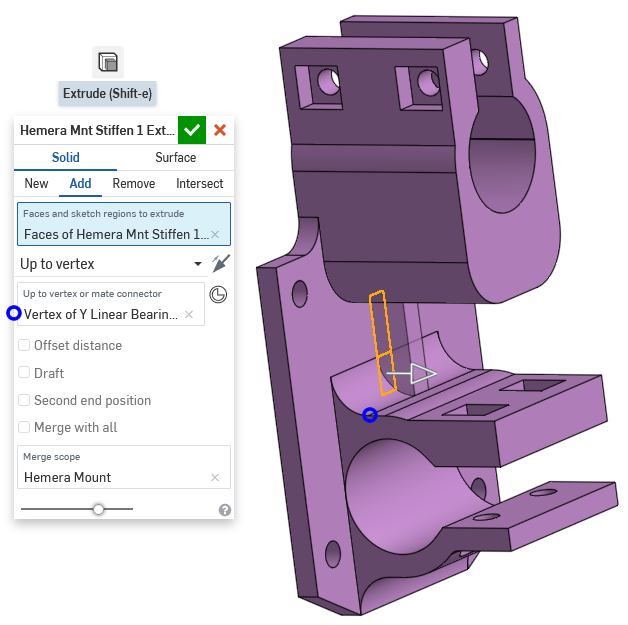 Extrude (Shift-e)
Hemera Mnt Stiffen 1 Ext...
Solid Surface
New Add Remove Intersect
Faces and sketch regions to extrude
Faces of Hemera Mnt Stiffen 1...
Up to vertex
Up to vertex or mate connector
Vertex of Y Linear Bearin...
Offset distance
Draft
Second end position
Merge with all
Merge scope
Hemera Mount